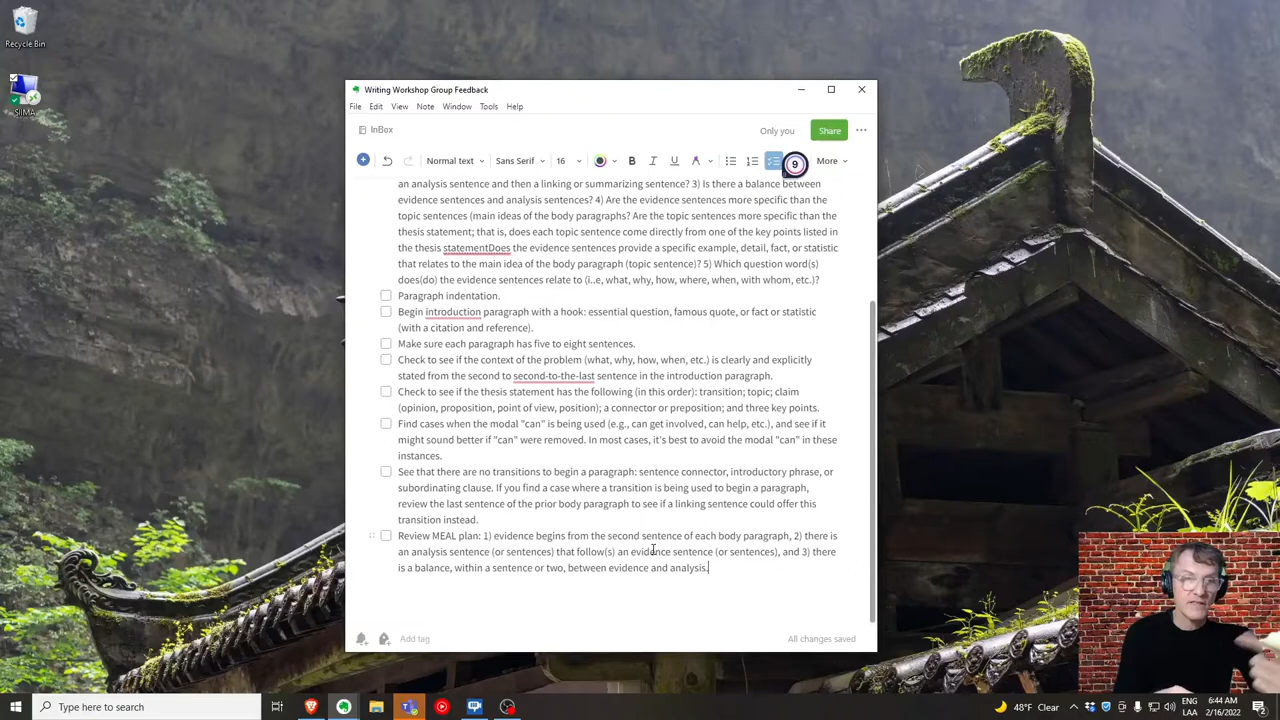 Recycle Bin
SIIMA
Writing Workshop Group Feedback
File Edit View Note Window Tools Help
InBox
Only you
Share
Normal text
Sans Serif
16
9
More
an analysis sentence and then a linking or summarizing sentence? 3) Is there a balance between
evidence sentences and analysis sentences? 4) Are the evidence sentences more specific than the
topic sentences (main ideas of the body paragraphs? Are the topic sentences more specific than the
thesis statement; that is, does each topic sentence come directly from one of the key points listed in
the thesis statementDoes the evidence sentences provide a specific example, detail, fact, or statistic
that relates to the main idea of the body paragraph (topic sentence)? 5) Which question word(s)
does(do) the evidence sentences relate to (i..e, what, why, how, where, when, with whom, etc.)?
Paragraph indentation.
Begin introduction paragraph with a hook: essential question, famous quote, or fact or statistic
(with a citation and reference).
Make sure each paragraph has five to eight sentences.
Check to see if the context of the problem (what, why, how, when, etc.) is clearly and explicitly
stated from the second to second-to-the-last sentence in the introduction paragraph.
Check to see if the thesis statement has the following (in this order): transition; topic; claim
(opinion, proposition, point of view, position); a connector or preposition; and three key points.
Find cases when the modal "can" is being used (e.g., can get involved, can help, etc.), and see if it
might sound better if "can" were removed. In most cases, it's best to avoid the modal "can" in these
instances.
See that there are no transitions to begin a paragraph: sentence connector, introductory phrase, or
subordinating clause. If you find a case where a transition is being used to begin a paragraph,
review the last sentence of the prior body paragraph to see if a linking sentence could offer this
transition instead.
Review MEAL plan: 1) evidence begins from the second sentence of each body paragraph, 2) there is
an analysis sentence (or sentences) that follow(s) an evidence sentence (or sentences), and 3) there
is a balance, within a sentence or two, between evidence and analysis.
Add tag
All changes saved
Type here to search
48°F Clear
ENG
LAA
6:44 AM
2/16/2022